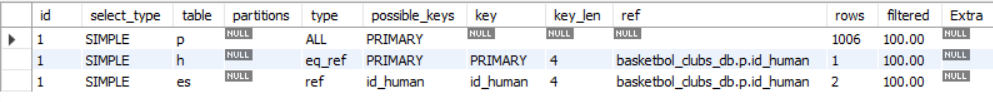 id select_type table partitions type possible_keys key key_len ref rows filtered Extra
1 SIMPLE p NULL ALL PRIMARY NULL NULL NULL 1006 100.00 NULL
1 SIMPLE h NULL eq_ref PRIMARY PRIMARY 4 basketbol_clubs_db.p.id_human 1 100.00 NULL
1 SIMPLE es NULL ref id_human id_human 4 basketbol_clubs_db.p.id_human 2 100.00 NULL